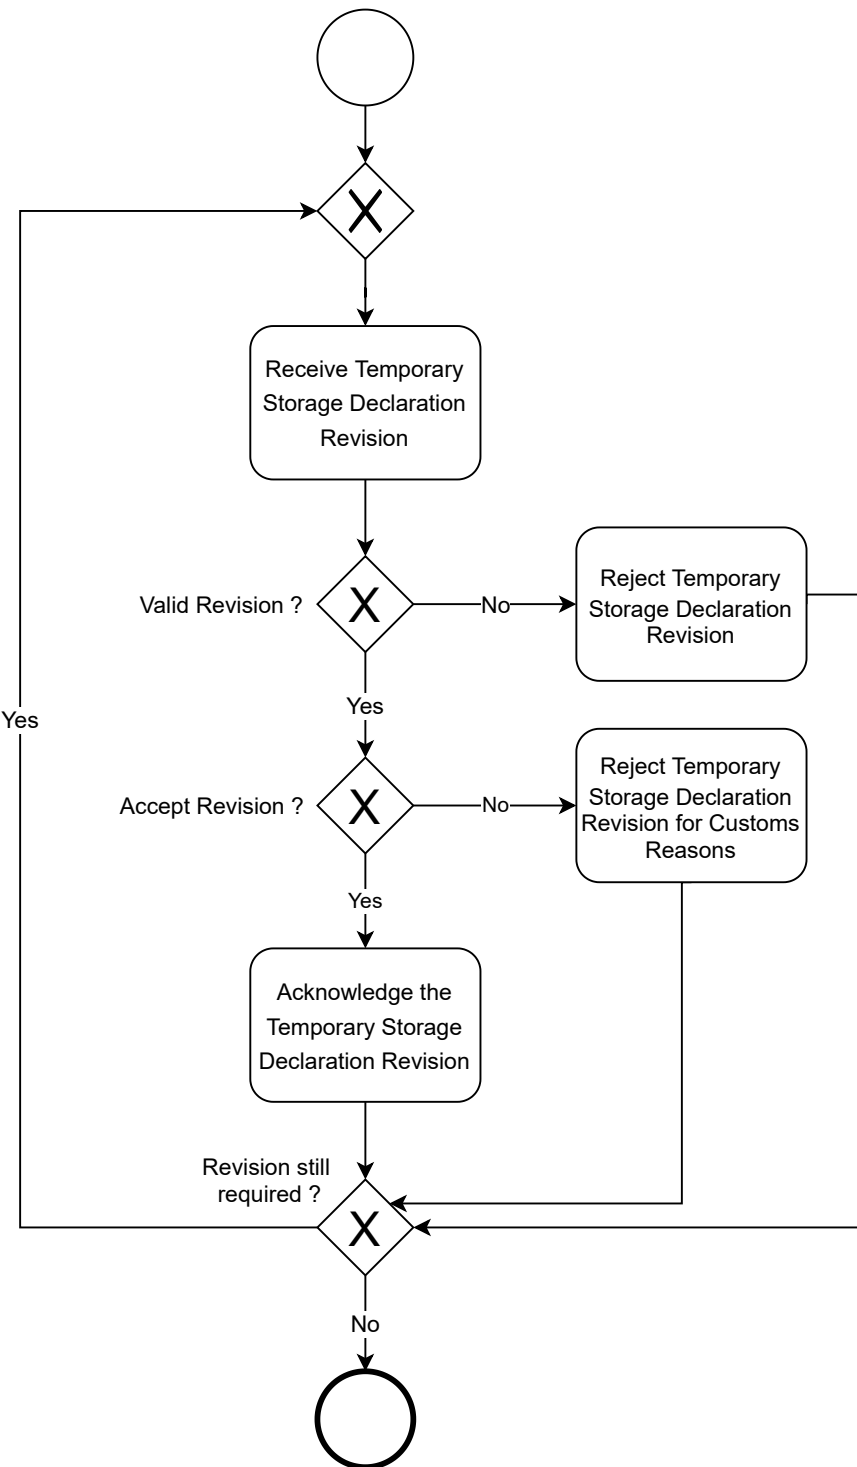 X
Receive Temporary
Storage Declaration
Revision
Valid Revision ?
X
No
Reject Temporary
Storage Declaration
Revision
Yes
Yes
Accept Revision ?
X
No
Reject Temporary
Storage Declaration
Revision for Customs
Reasons
Yes
Acknowledge the
Temporary Storage
Declaration Revision
Revision still
required ?
X
No